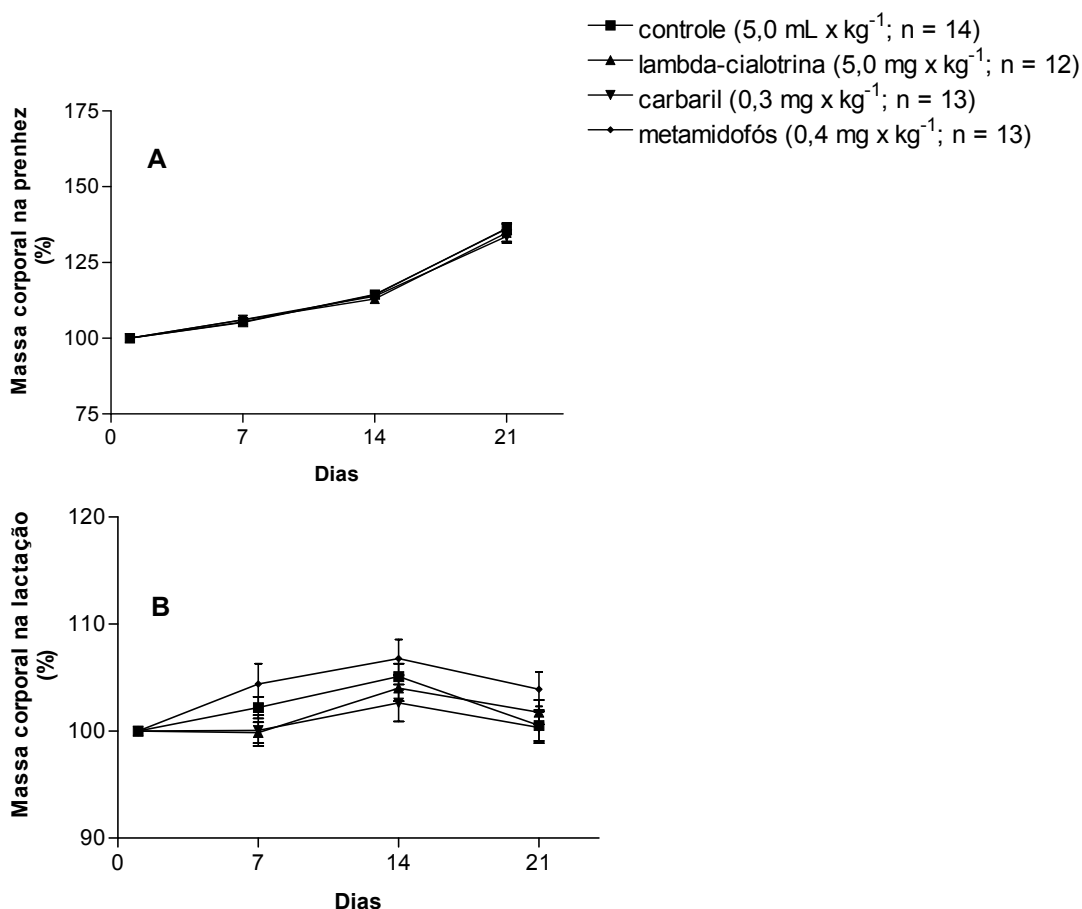 controle (5,0 mL x kg⁻¹; n = 14)
lambda-cialotrina (5,0 mg x kg⁻¹; n = 12)
carbaril (0,3 mg x kg⁻¹; n = 13)
metamidofós (0,4 mg x kg⁻¹; n = 13)
Massa corporal na prenhez
(%)
175
150
125
100
75
A
0 7 14 21
Dias
Massa corporal na lactação
(%)
120
110
100
90
B
0 7 14 21
Dias